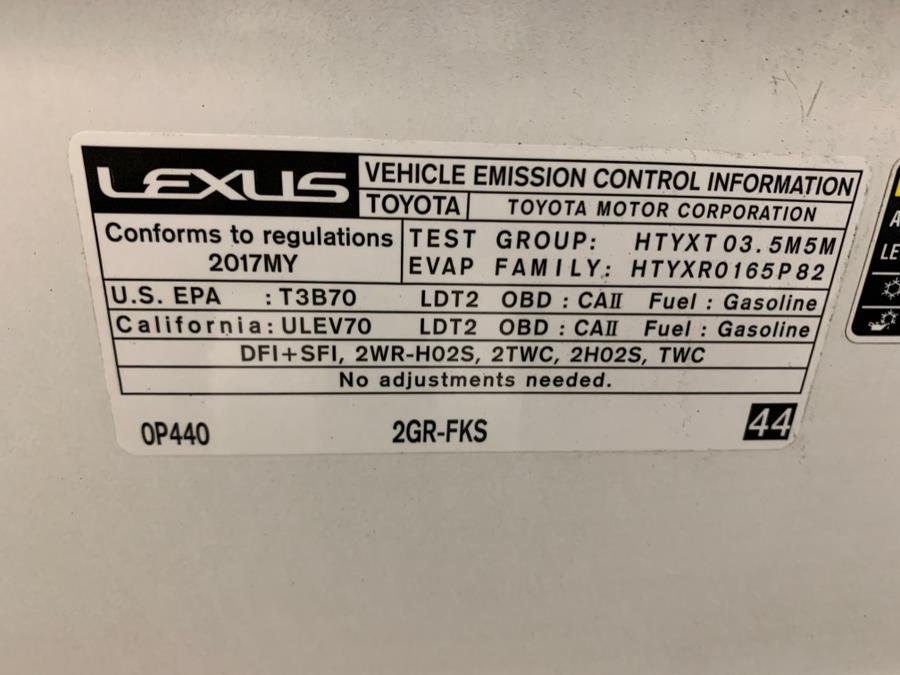 LEXUS VEHICLE EMISSION CONTROL INFORMATION
TOYOTA TOYOTA MOTOR CORPORATION
Conforms to regulations
2017MY
TEST GROUP: HTYXT03.5M5M
EVAP FAMILY: HTYXR0165P82
U.S. EPA : T3B70 LDT2 OBD : CAII Fuel : Gasoline
California: ULEV70 LDT2 OBD : CAII Fuel : Gasoline
DFI+SFI, 2WR-HO2S, 2TWC, 2HO2S, TWC
No adjustments needed.
0P440 2GR-FKS 44